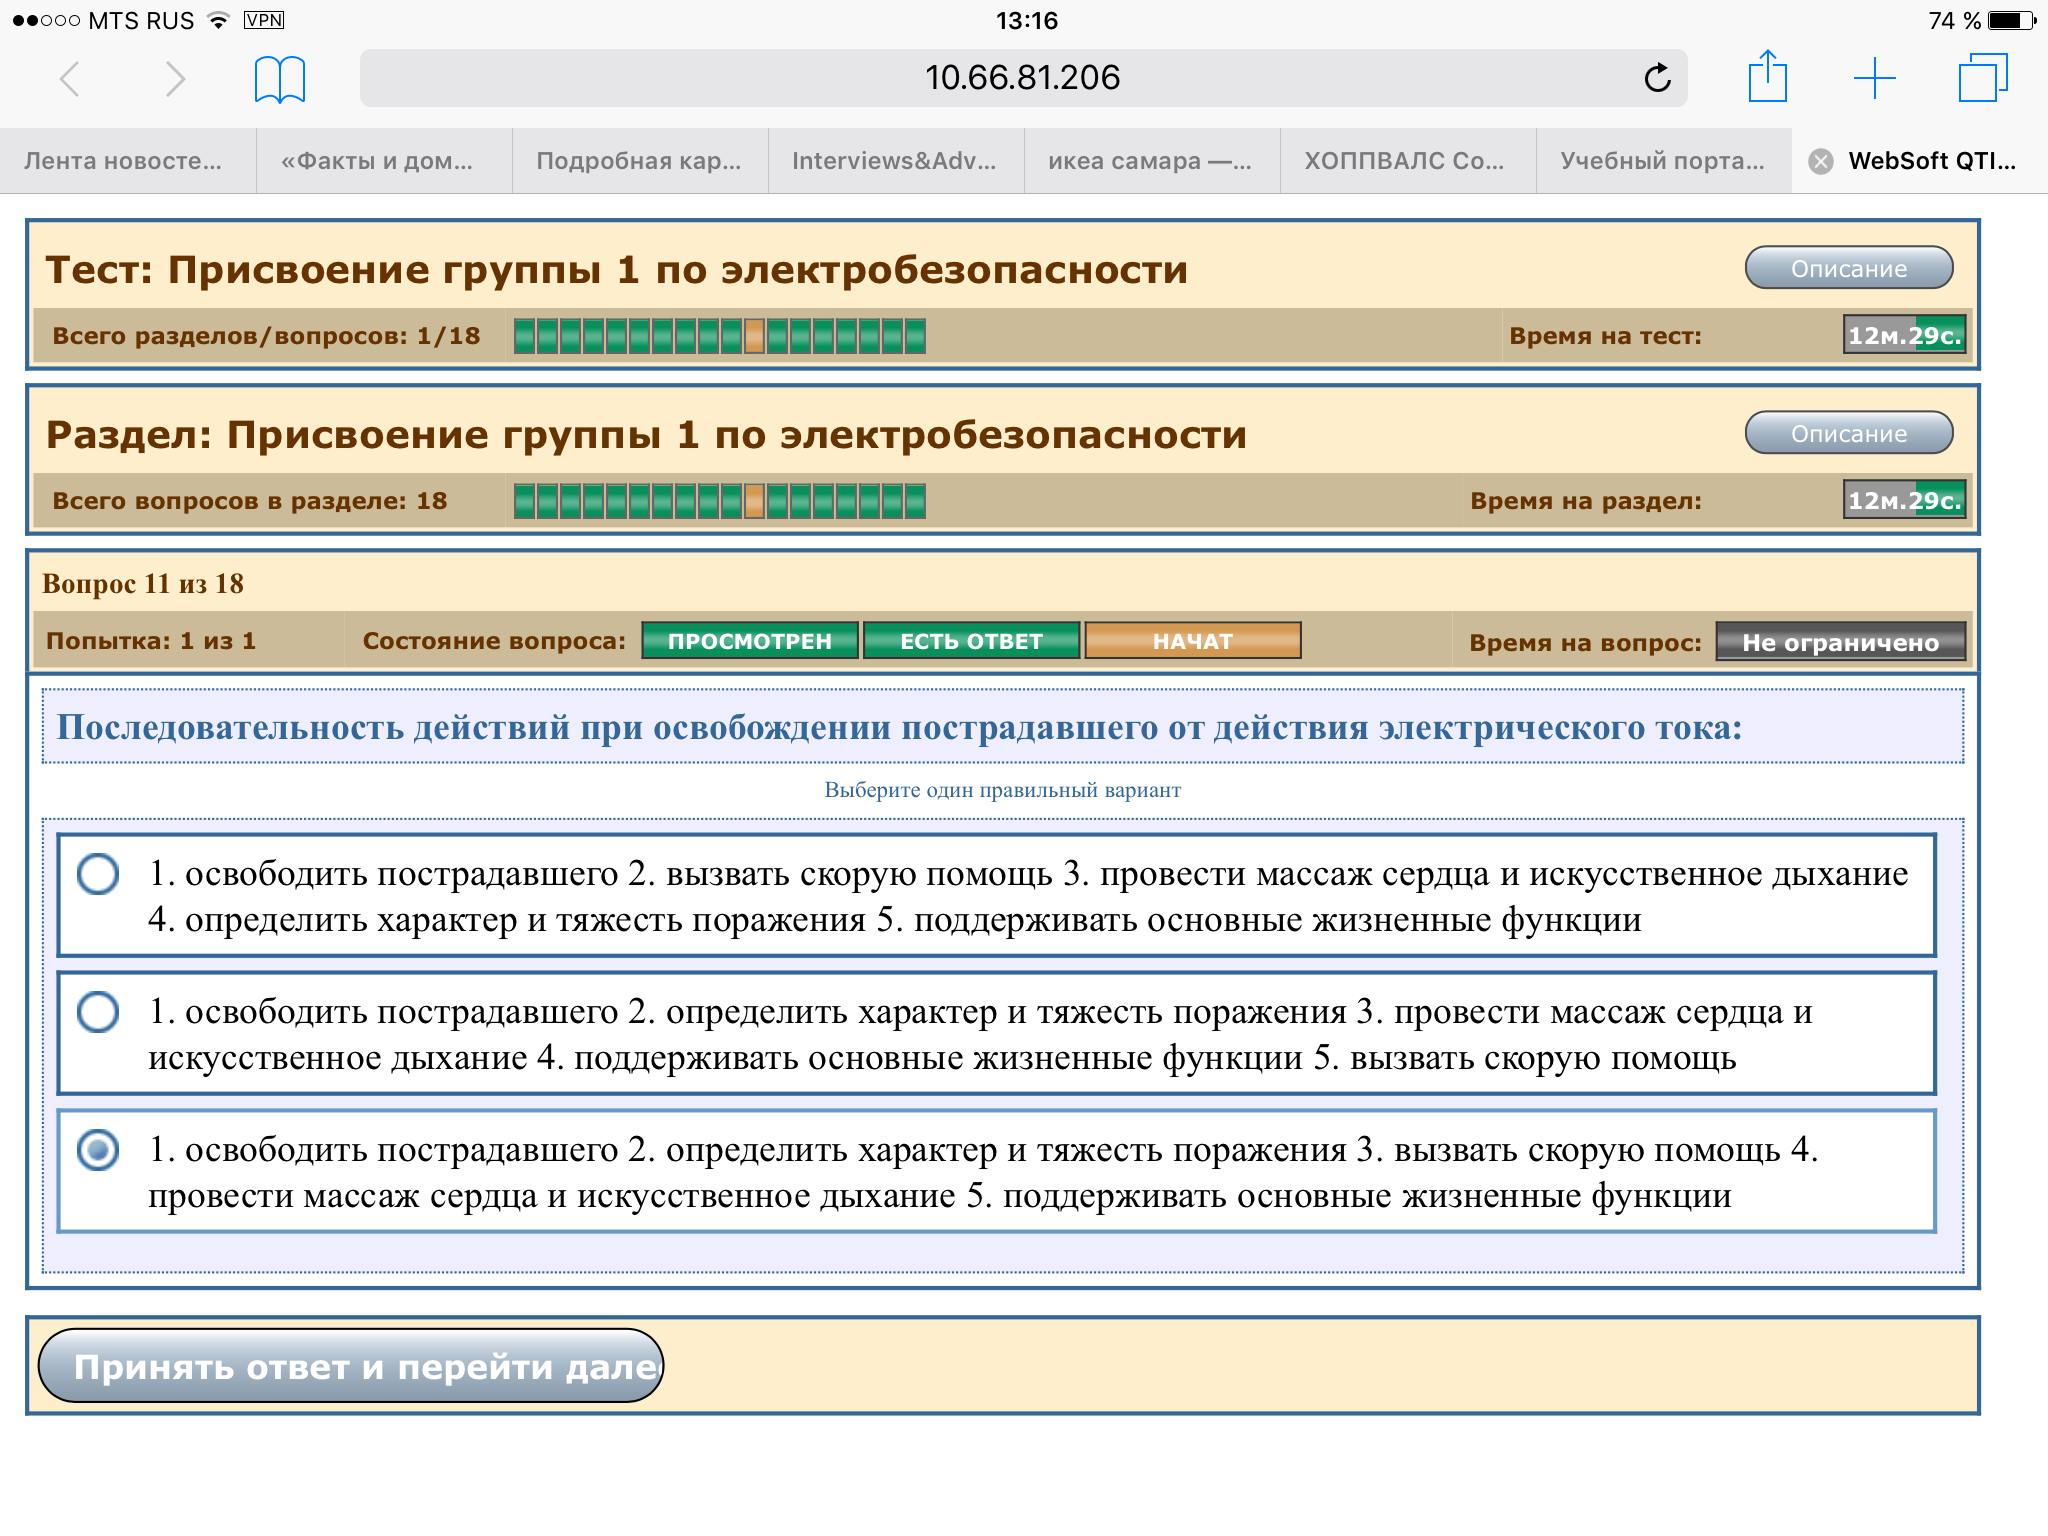 MTS RUS VPN 13:16 74 %
10.66.81.206
Лента новосте... «Факты и дом... Подробная кар... Interviews&Adv... икеа самара —... ХОППВАЛС Со... Учебный порта... WebSoft QTI...
Тест: Присвоение группы 1 по электробезопасности Описание
Всего разделов/вопросов: 1/18 Время на тест: 12м.29с.
Раздел: Присвоение группы 1 по электробезопасности Описание
Всего вопросов в разделе: 18 Время на раздел: 12м.29с.
Вопрос 11 из 18
Попытка: 1 из 1 Состояние вопроса: ПРОСМОТРЕН ЕСТЬ ОТВЕТ НАЧАТ Время на вопрос: Не ограничено
Последовательность действий при освобождении пострадавшего от действия электрического тока:
Выберите один правильный вариант
1. освободить пострадавшего 2. вызвать скорую помощь 3. провести массаж сердца и искусственное дыхание
4. определить характер и тяжесть поражения 5. поддерживать основные жизненные функции
1. освободить пострадавшего 2. определить характер и тяжесть поражения 3. провести массаж сердца и
искусственное дыхание 4. поддерживать основные жизненные функции 5. вызвать скорую помощь
1. освободить пострадавшего 2. определить характер и тяжесть поражения 3. вызвать скорую помощь 4.
провести массаж сердца и искусственное дыхание 5. поддерживать основные жизненные функции
Принять ответ и перейти дале